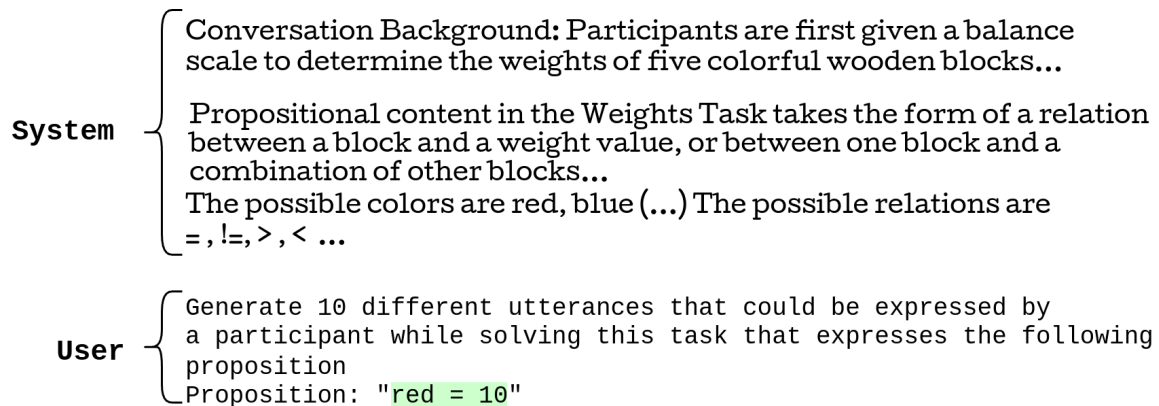 System
Conversation Background: Participants are first given a balance
scale to determine the weights of five colorful wooden blocks...
Propositional content in the Weights Task takes the form of a relation
between a block and a weight value, or between one block and a
combination of other blocks...
The possible colors are red, blue (...) The possible relations are
= , !=, > , < ...
User
Generate 10 different utterances that could be expressed by
a participant while solving this task that expresses the following
proposition
Proposition: "red = 10"